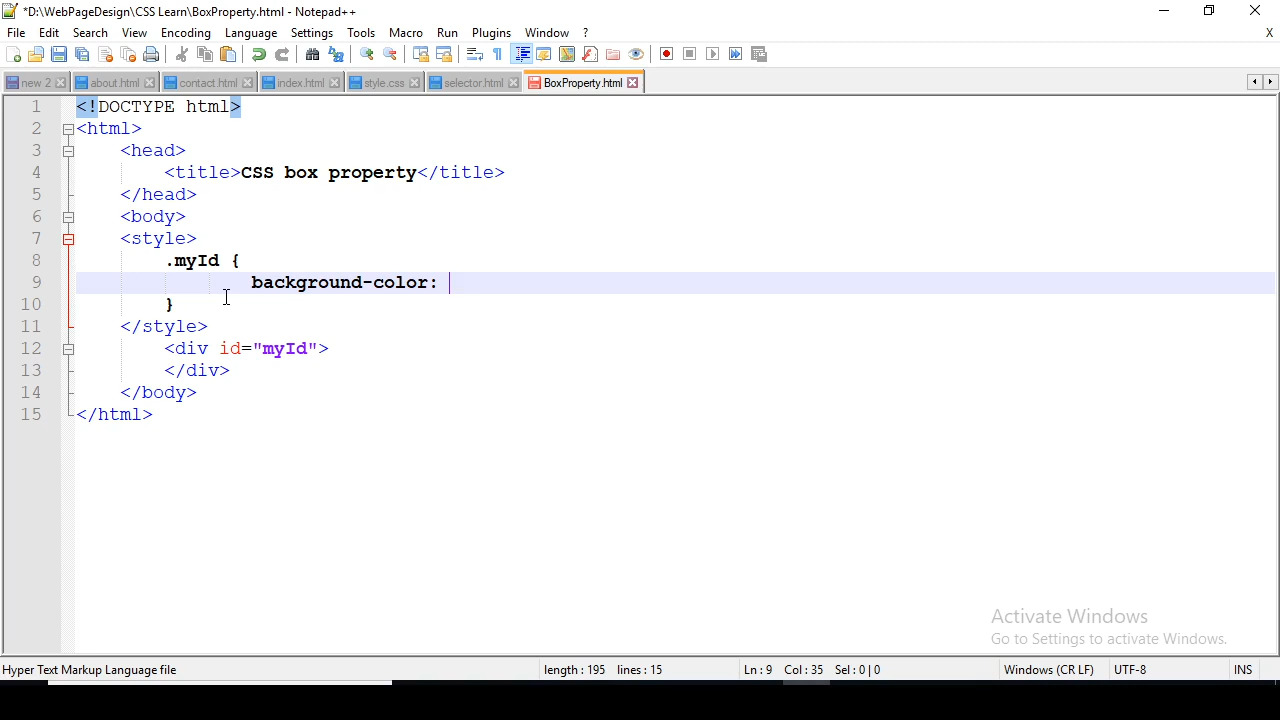 *D:\WebPageDesign\CSS Learn\BoxProperty.html - Notepad++
File Edit Search View Encoding Language Settings Tools Macro Run Plugins Window ? X
new 2 about.html contact.html index.html style.css selector.html BoxProperty.html
1 <!DOCTYPE html>
2 <html>
3 <head>
4 <title>CSS box property</title>
5 </head>
6 <body>
7 <style>
8 .myId {
9 background-color:
10 }
11 </style>
12 <div id="myId">
13 </div>
14 </body>
15 </html>
Activate Windows
Go to Settings to activate Windows.
Hyper Text Markup Language file length : 195 lines : 15 Ln : 9 Col : 35 Sel : 0 | 0 Windows (CR LF) UTF-8 INS